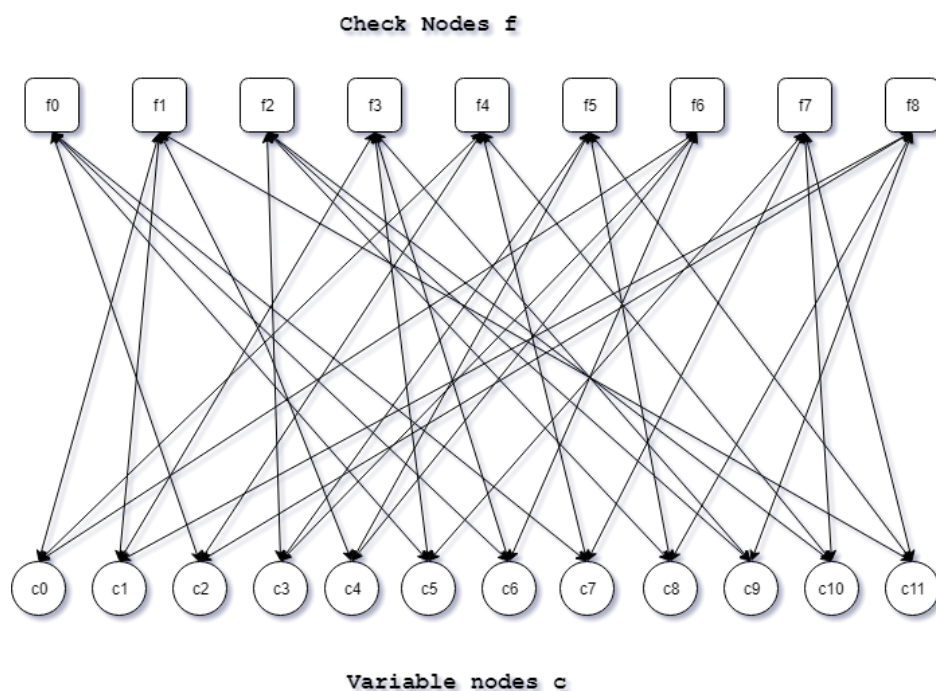 Check Nodes f
f0 f1 f2 f3 f4 f5 f6 f7 f8
c0 c1 c2 c3 c4 c5 c6 c7 c8 c9 c10 c11
Variable nodes c